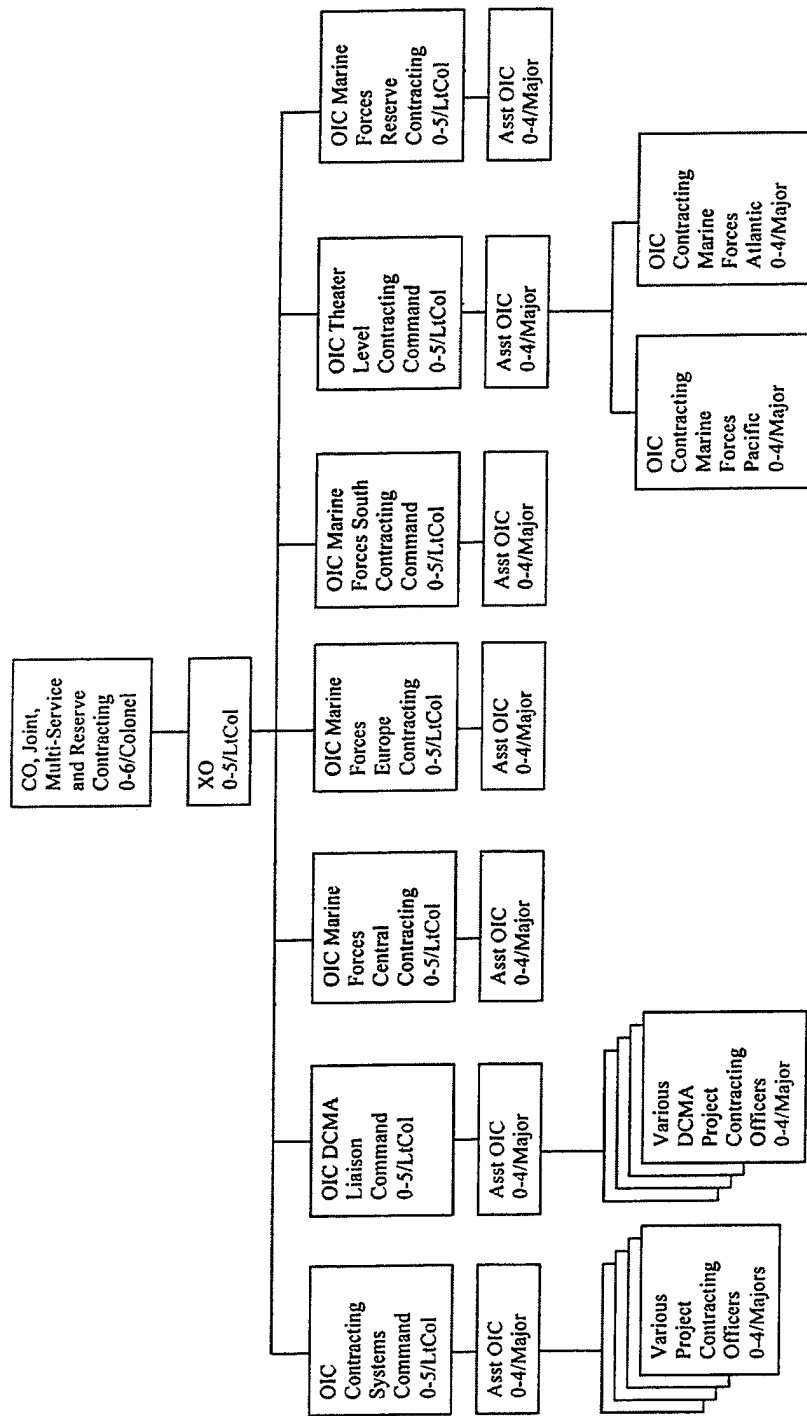 CO, Joint,
Multi-Service
and Reserve
Contracting
0-6/Colonel
XO
0-5/LtCol
OIC
Contracting
Systems
Command
0-5/LtCol
Asst OIC
0-4/Major
Various
Project
Contracting
Officers
0-4/Majors
OIC DCMA
Liaison
Command
0-5/LtCol
Asst OIC
0-4/Major
Various
DCMA
Project
Contracting
Officers
0-4/Major
OIC Marine
Forces
Central
Contracting
0-5/LtCol
Asst OIC
0-4/Major
OIC Marine
Forces
Europe
Contracting
0-5/LtCol
Asst OIC
0-4/Major
OIC Marine
Forces South
Contracting
Command
0-5/LtCol
Asst OIC
0-4/Major
OIC Theater
Level
Contracting
Command
0-5/LtCol
Asst OIC
0-4/Major
OIC
Contracting
Marine
Forces
Pacific
0-4/Major
OIC
Contracting
Marine
Forces
Atlantic
0-4/Major
OIC Marine
Forces
Reserve
Contracting
0-5/LtCol
Asst OIC
0-4/Major